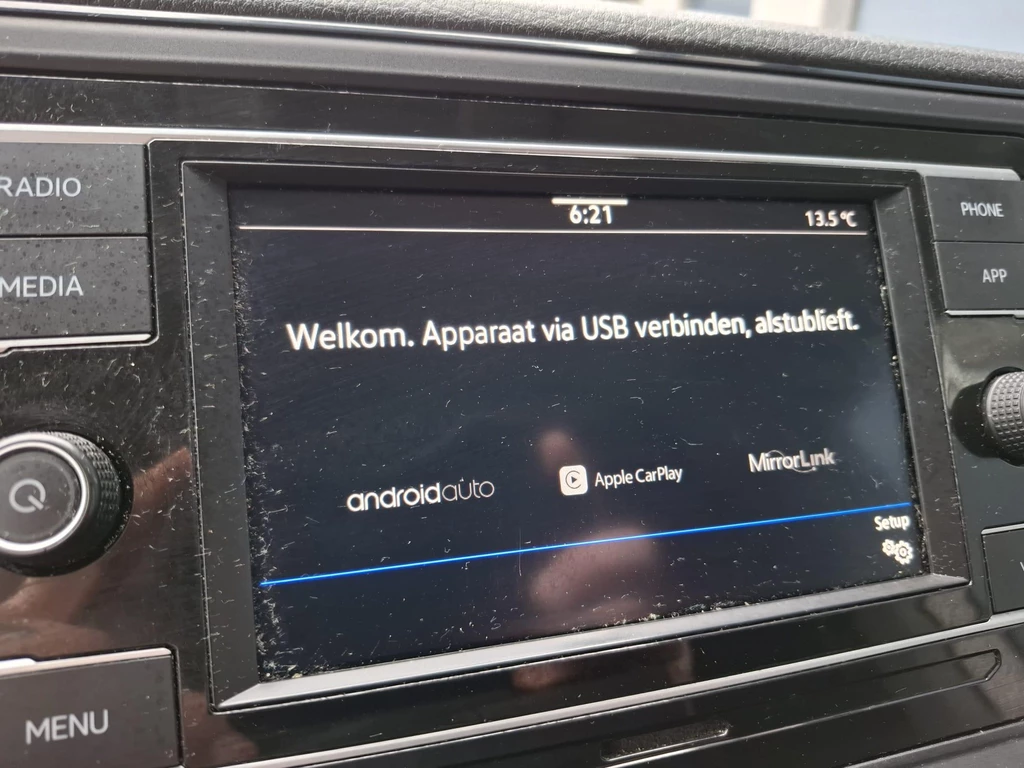 RADIO
MEDIA
6:21
13.5 °C
PHONE
APP
Welkom. Apparaat via USB verbinden, alstublieft.
androidauto
Apple CarPlay
MirrorLink
Setup
MENU